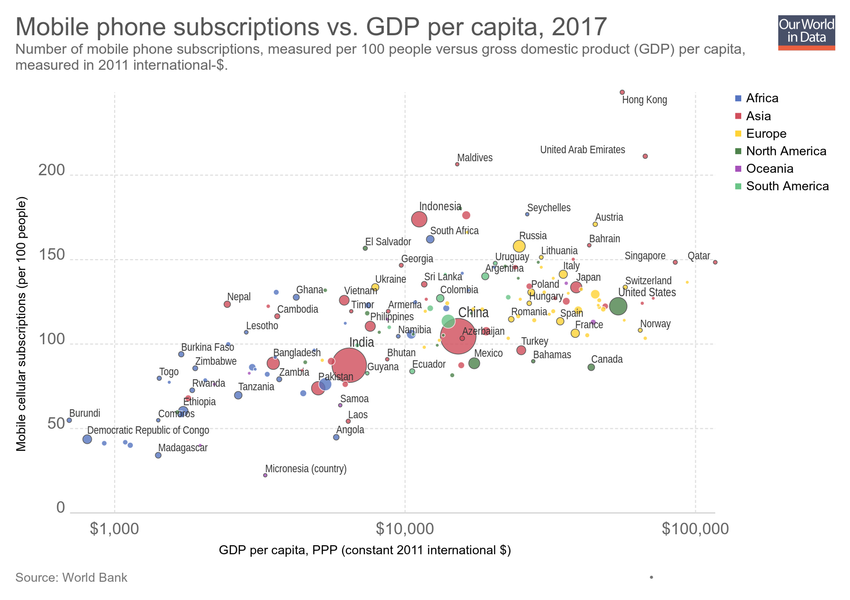 Mobile phone subscriptions vs. GDP per capita, 2017
Number of mobile phone subscriptions, measured per 100 people versus gross domestic product (GDP) per capita,
measured in 2011 international-$.
Our World
in Data
Africa
Asia
Europe
North America
Oceania
South America
Mobile cellular subscriptions (per 100 people)
200
150
100
50
0
Hong Kong
United Arab Emirates
Maldives
Indonesia
Seychelles
Austria
South Africa
Russia
Bahrain
El Salvador
Lithuania
Georgia
Uruguay
Singapore
Qatar
Argentina
Italy
Ukraine
Sri Lanka
Poland
Japan
Switzerland
Nepal
Ghana
Vietnam
Colombia
Hungary
United States
Cambodia
Timor
Armenia
China
Romania
Spain
Lesotho
Philippines
Namibia
Azerbaijan
France
Norway
Burkina Faso
India
Turkey
Bangladesh
Bhutan
Mexico
Bahamas
Zimbabwe
Guyana
Ecuador
Canada
Togo
Zambia
Pakistan
Rwanda
Tanzania
Ethiopia
Samoa
Burundi
Comoros
Laos
Democratic Republic of Congo
Angola
Madagascar
Micronesia (country)
$1,000
$10,000
$100,000
GDP per capita, PPP (constant 2011 international $)
Source: World Bank